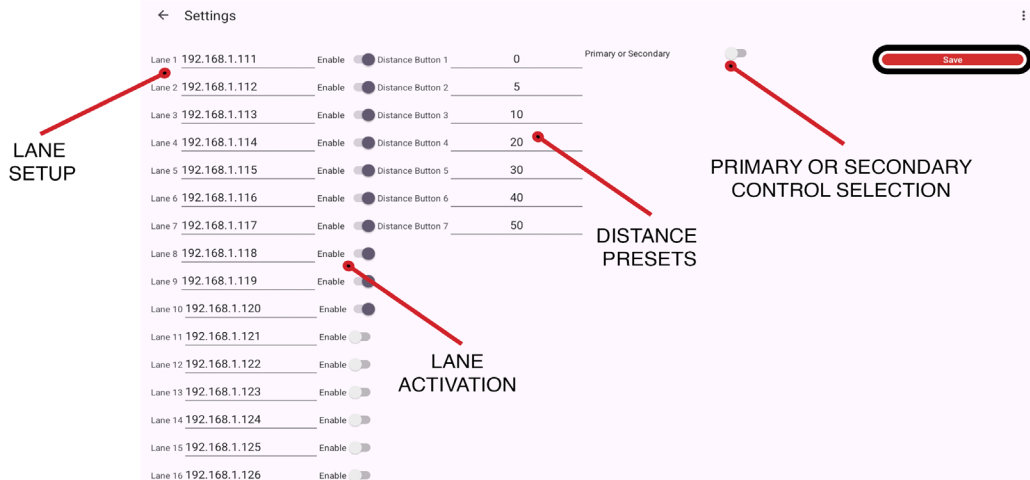 Settings
Lane 1 192.168.1.111 Enable Distance Button 1 0 Primary or Secondary Save
Lane 2 192.168.1.112 Enable Distance Button 2 5
Lane 3 192.168.1.113 Enable Distance Button 3 10
Lane 4 192.168.1.114 Enable Distance Button 4 20
Lane 5 192.168.1.115 Enable Distance Button 5 30
Lane 6 192.168.1.116 Enable Distance Button 6 40
Lane 7 192.168.1.117 Enable Distance Button 7 50
Lane 8 192.168.1.118 Enable
Lane 9 192.168.1.119 Enable
Lane 10 192.168.1.120 Enable
Lane 11 192.168.1.121 Enable
Lane 12 192.168.1.122 Enable
Lane 13 192.168.1.123 Enable
Lane 14 192.168.1.124 Enable
Lane 15 192.168.1.125 Enable
Lane 16 192.168.1.126 Enable
LANE
SETUP
LANE
ACTIVATION
DISTANCE
PRESETS
PRIMARY OR SECONDARY
CONTROL SELECTION